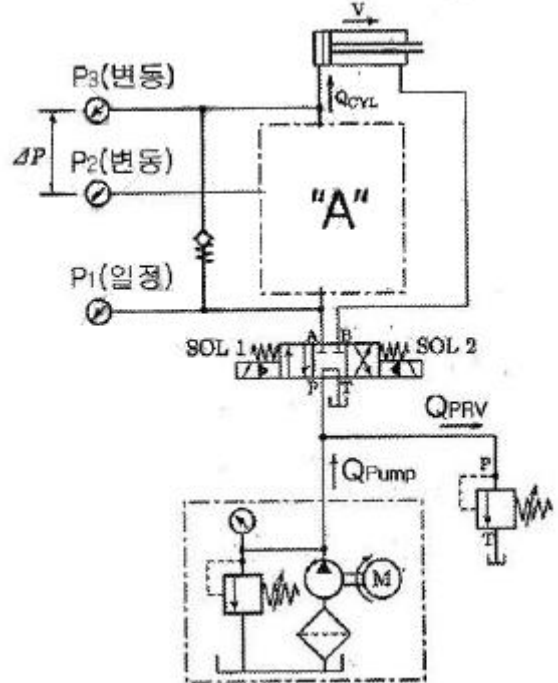 V
P3(변동)
QCYL
ΔP
P2(변동)
"A"
P1(일정)
A B
SOL 1
SOL 2
P T
QPRV
QPump
P
T
M